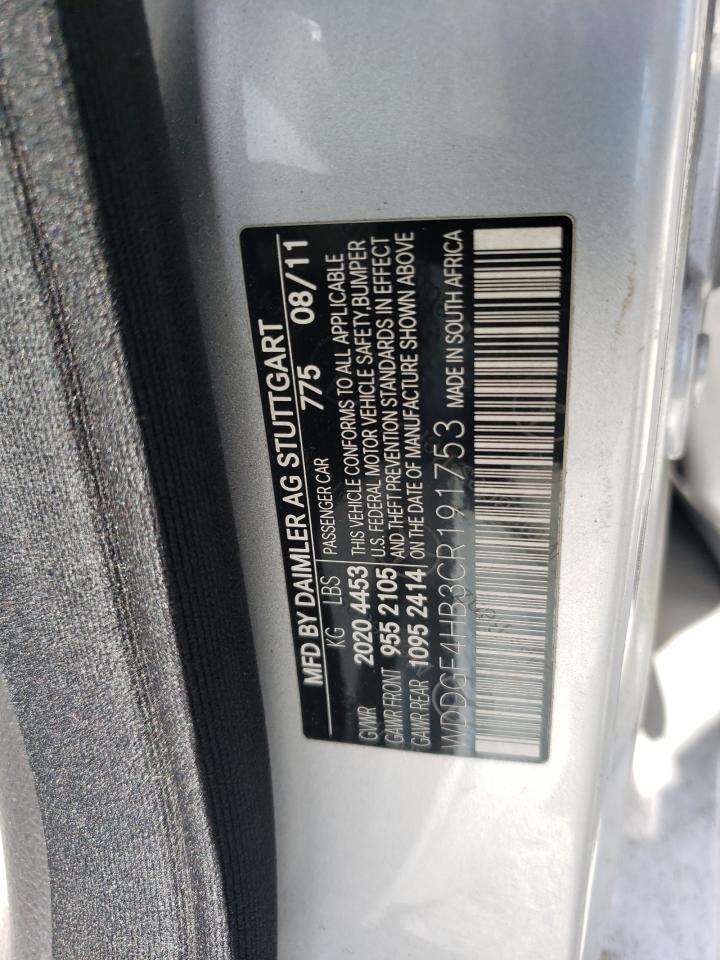 MFD BY DAIMLER AG STUTTGART
KG LBS 775 08/11
PASSENGER CAR
GVWR 2020 4453 THIS VEHICLE CONFORMS TO ALL APPLICABLE
U.S. FEDERAL MOTOR VEHICLE SAFETY,BUMPER
GAWR FRONT 955 2105 AND THEFT PREVENTION STANDARDS IN EFFECT
GAWR REAR 1095 2414 ON THE DATE OF MANUFACTURE SHOWN ABOVE
WDDGF4HB3CR191753 MADE IN SOUTH AFRICA